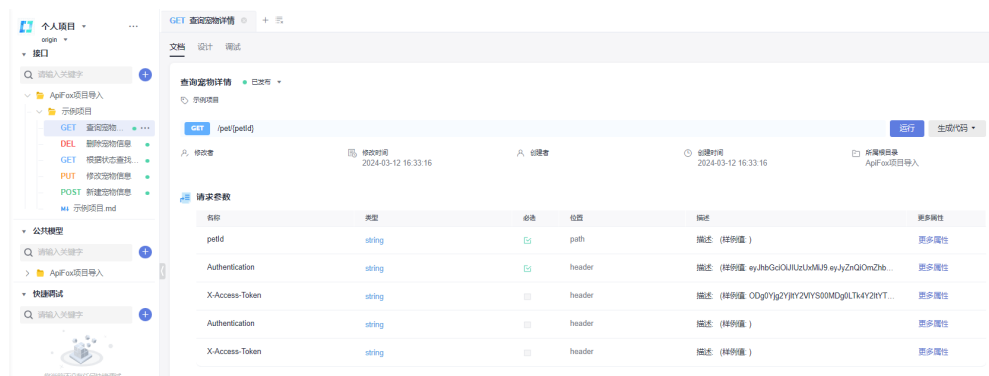 个人项目
origin
接口
请输入关键字
ApiFox项目导入
示例项目
GET 查询宠物...
DEL 删除宠物信息
GET 根据状态查找...
PUT 修改宠物信息
POST 新建宠物信息
示例项目.md
公共模型
请输入关键字
ApiFox项目导入
快捷调试
请输入关键字
GET 查询宠物详情
文档 设计 调试
查询宠物详情 已发布
示例项目
GET /pet/{petId} 运行 生成代码
修改者 修改时间 创建者 创建时间 所属根目录
2024-03-12 16:33:16 2024-03-12 16:33:16 ApiFox项目导入
请求参数
名称 类型 必选 位置 描述 更多属性
petId string path 描述: (样例值: ) 更多属性
Authentication string header 描述: (样例值: 更多属性
X-Access-Token string header 描述: (样例值: 更多属性
Authentication string header 描述: (样例值: ) 更多属性
X-Access-Token string header 描述: (样例值: ) 更多属性